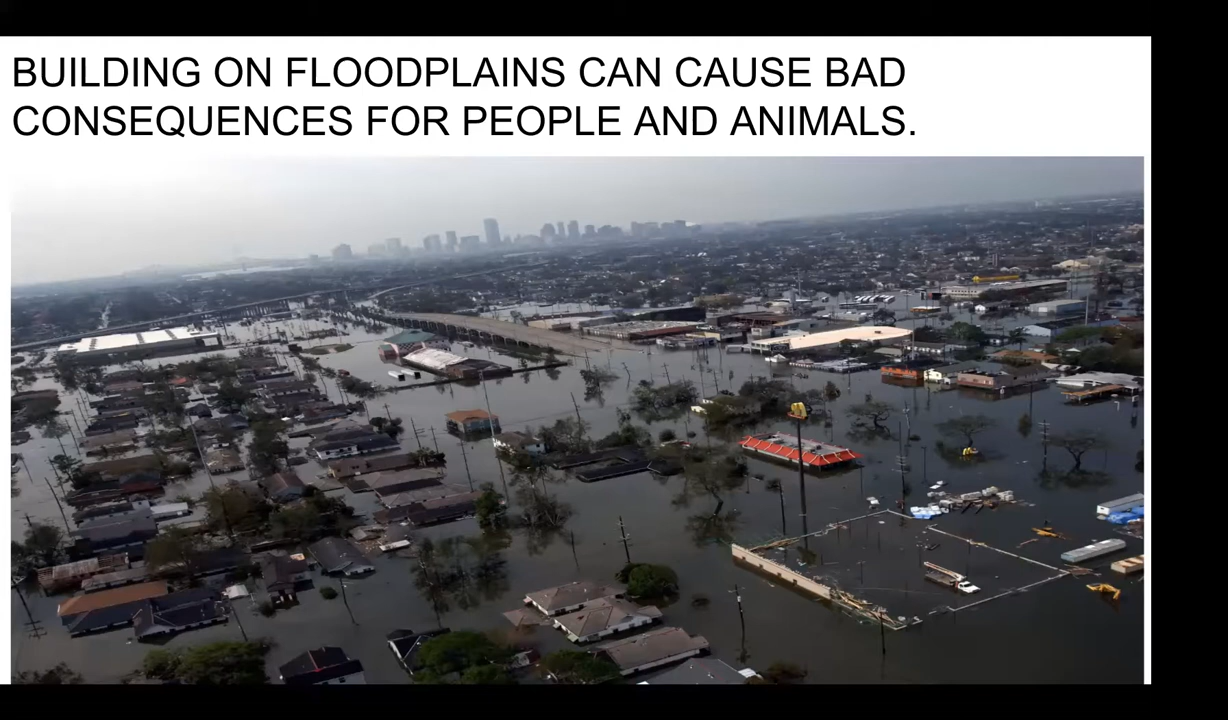 BUILDING ON FLOODPLAINS CAN CAUSE BAD
CONSEQUENCES FOR PEOPLE AND ANIMALS.